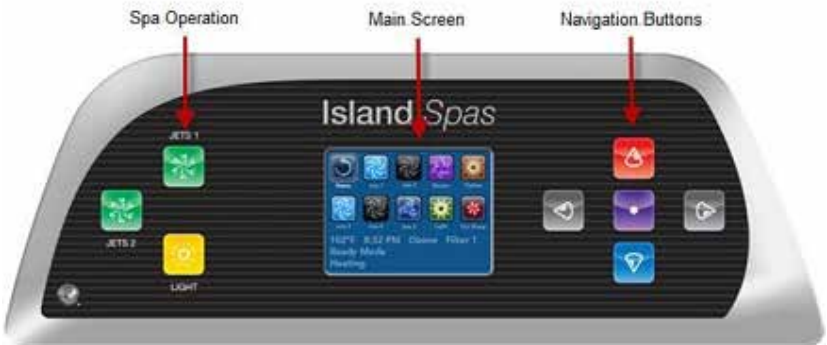 Spa Operation
Main Screen
Navigation Buttons
Island Spas
JETS 1
JETS 2
LIGHT
102°F 8:52 PM Ozone Filter 1
Ready Mode
Heating